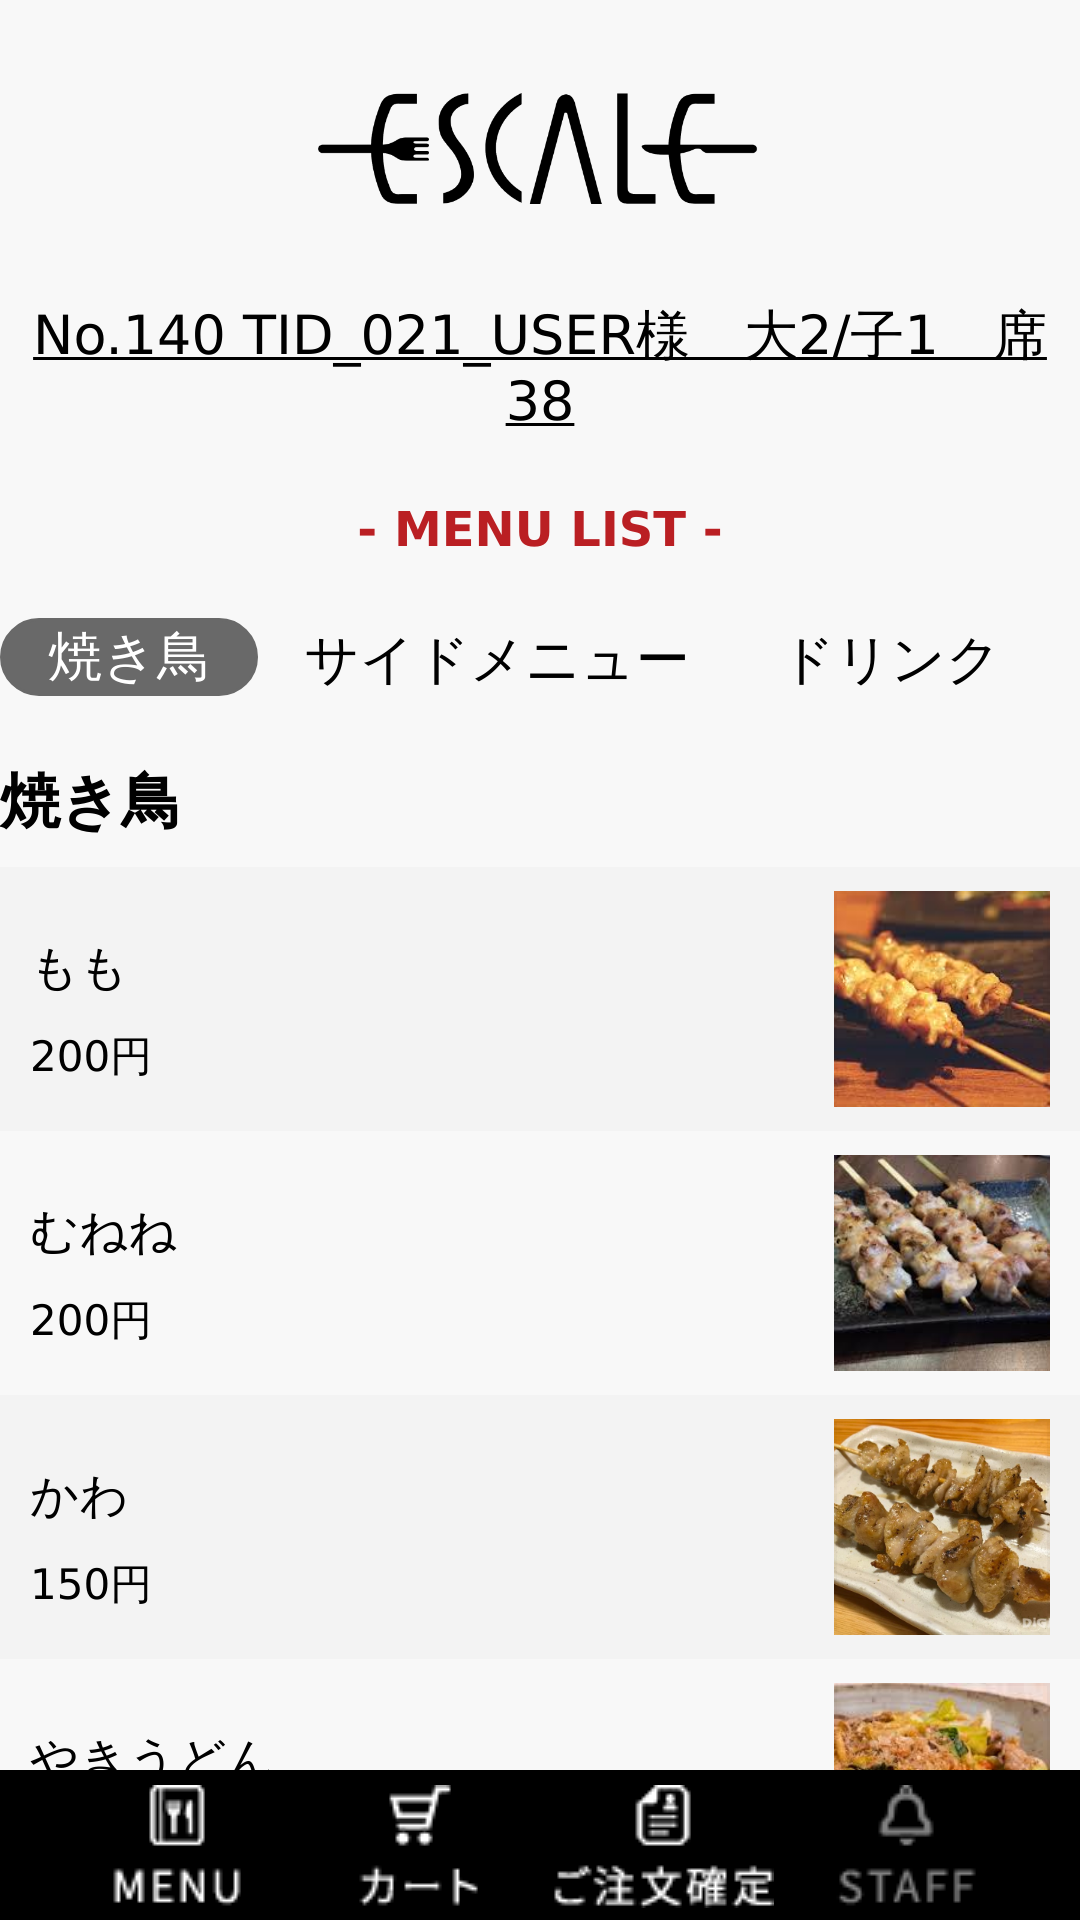 ESCALE
No.140 TID_021_USER様　大2/子1　席
38
- MENU LIST -
焼き鳥 サイドメニュー ドリンク
焼き鳥
もも
200円
むねね
200円
かわ
150円
やきうどん
MENU カート ご注文確定 STAFF